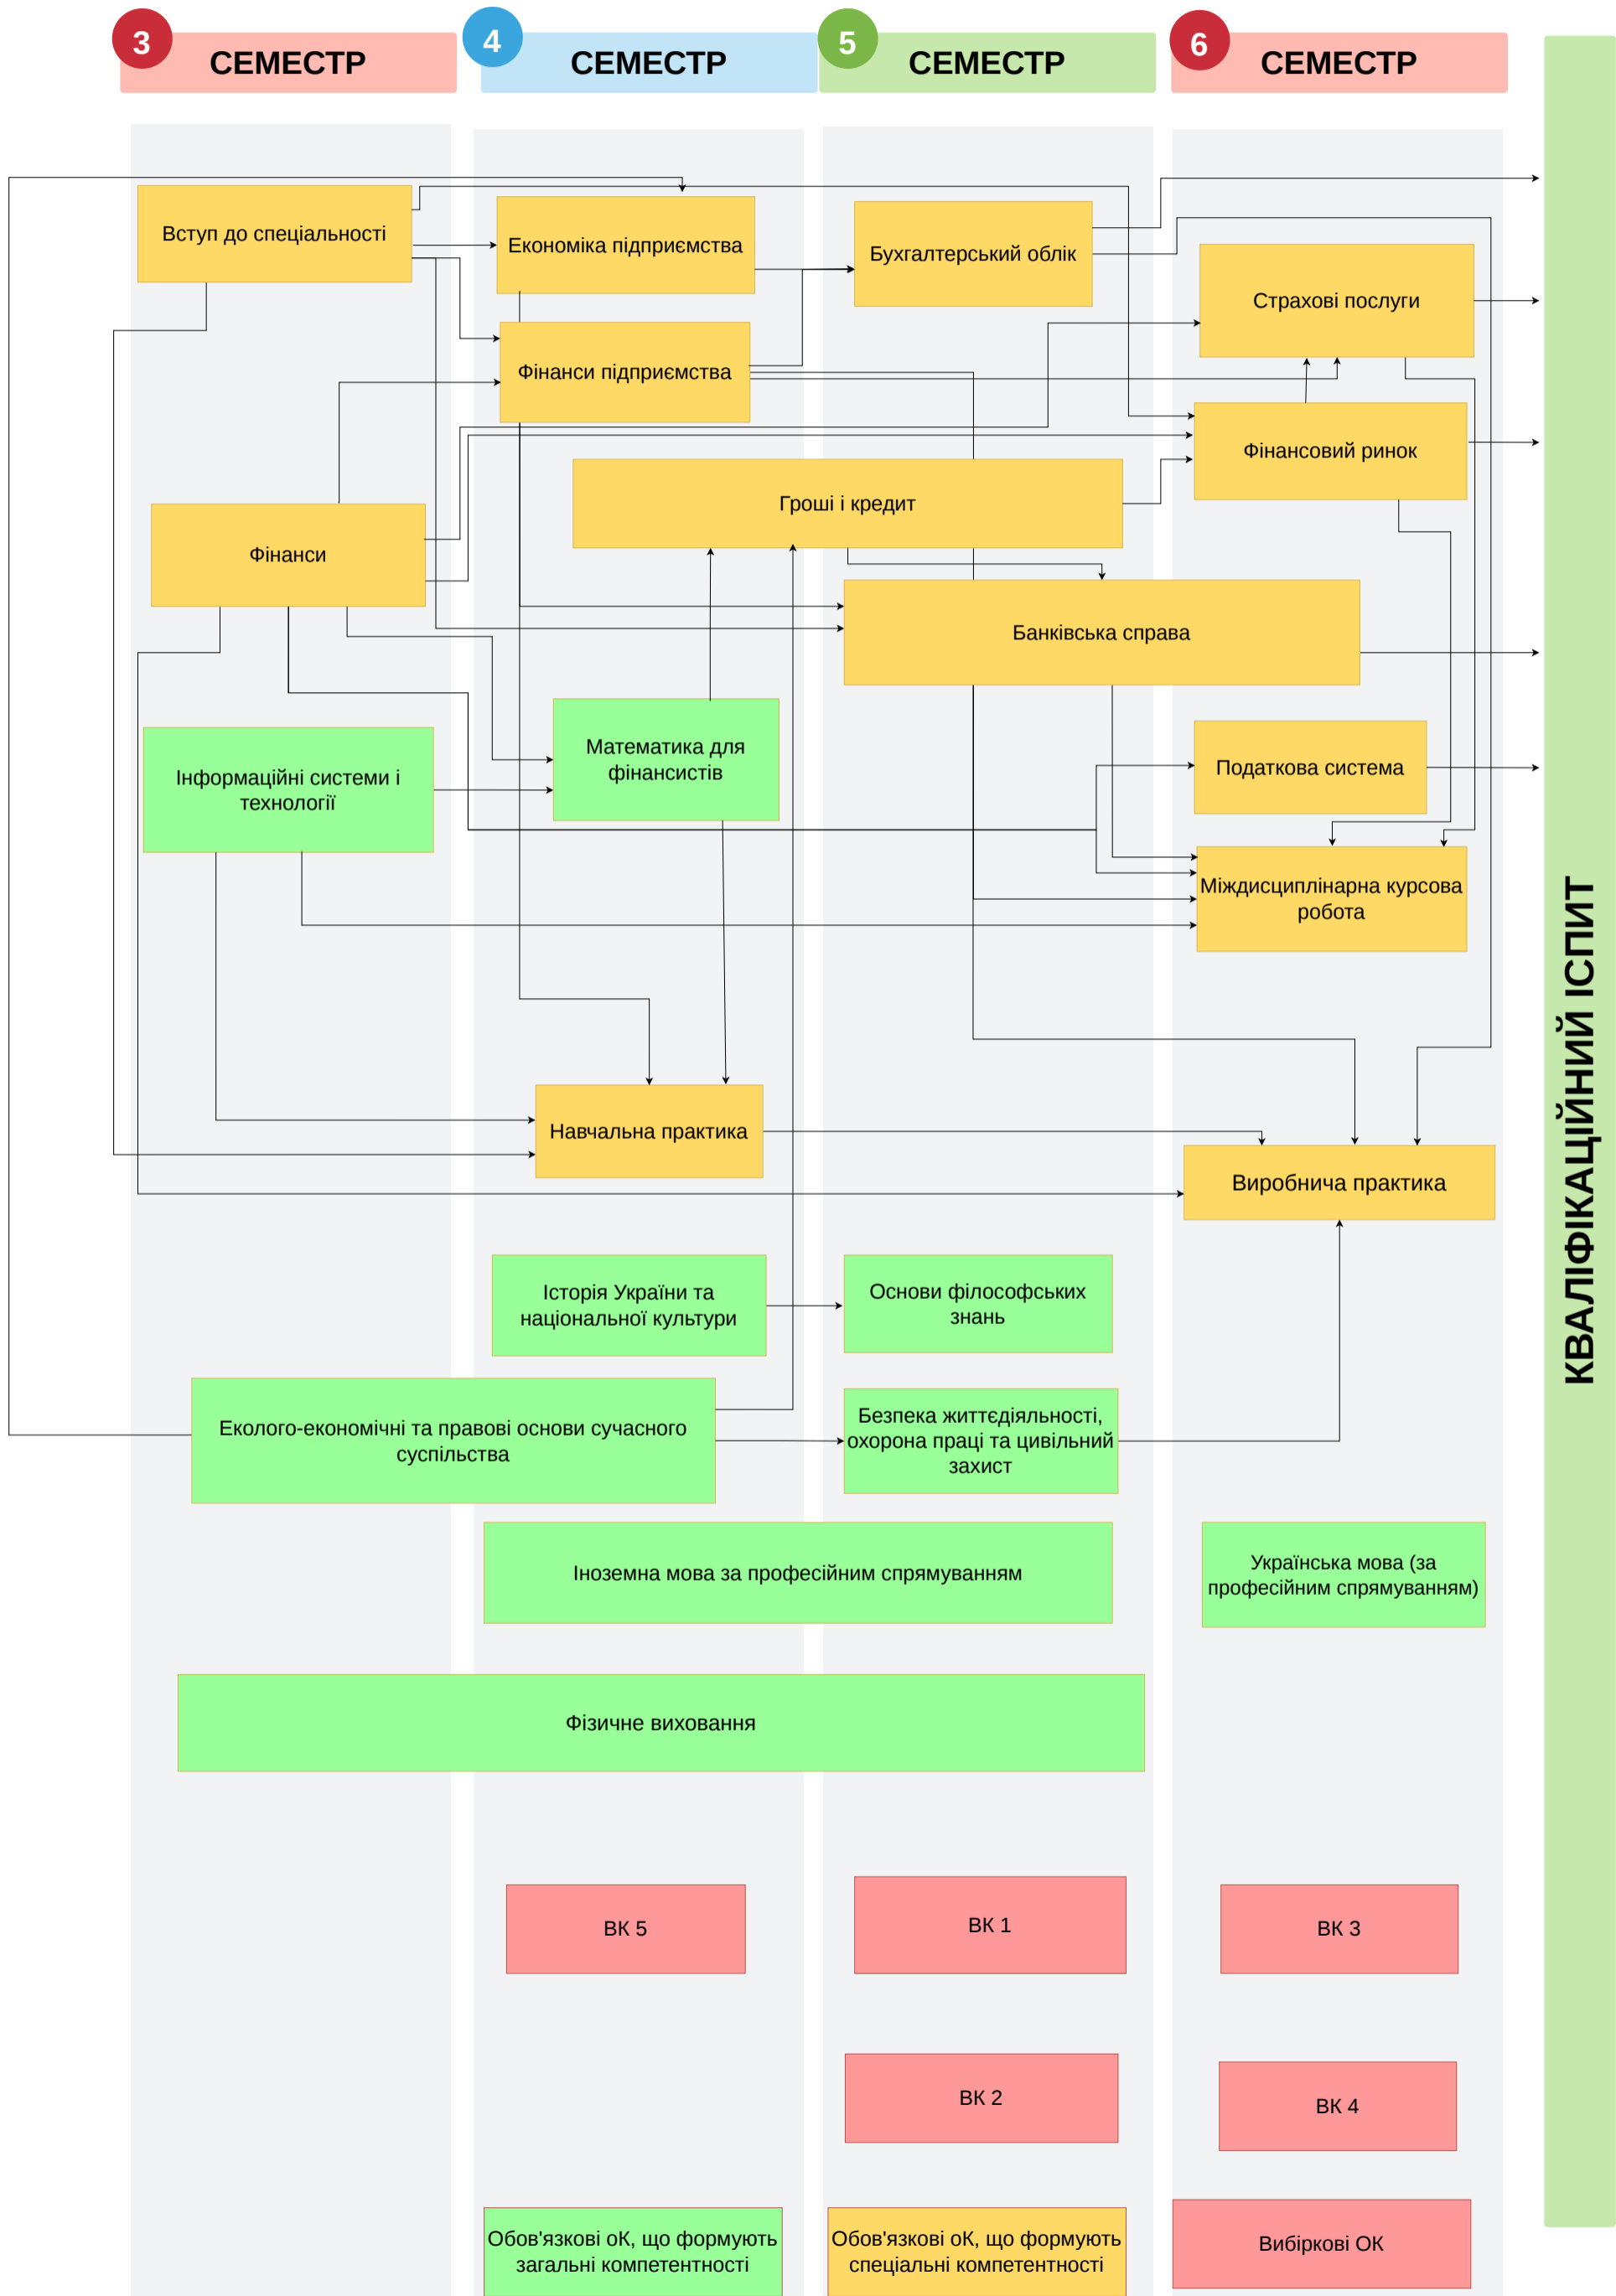 3
СЕМЕСТР
4
СЕМЕСТР
5
СЕМЕСТР
6
СЕМЕСТР
Вступ до спеціальності
Економіка підприємства
Бухгалтерський облік
Страхові послуги
Фінанси підприємства
Фінансовий ринок
Гроші і кредит
Фінанси
Банківська справа
Математика для
фінансистів
Інформаційні системи і
технології
Податкова система
Міждисциплінарна курсова
робота
Навчальна практика
Виробнича практика
Історія України та
національної культури
Основи філософських
знань
Еколого-економічні та правові основи сучасного
суспільства
Безпека життєдіяльності,
охорона праці та цивільний
захист
Іноземна мова за професійним спрямуванням
Українська мова (за
професійним спрямуванням)
Фізичне виховання
ВК 5
ВК 1
ВК 3
ВК 2
ВК 4
Обов'язкові оК, що формують
загальні компетентності
Обов'язкові оК, що формують
спеціальні компетентності
Вибіркові ОК
КВАЛІФІКАЦІЙНИЙ ІСПИТ